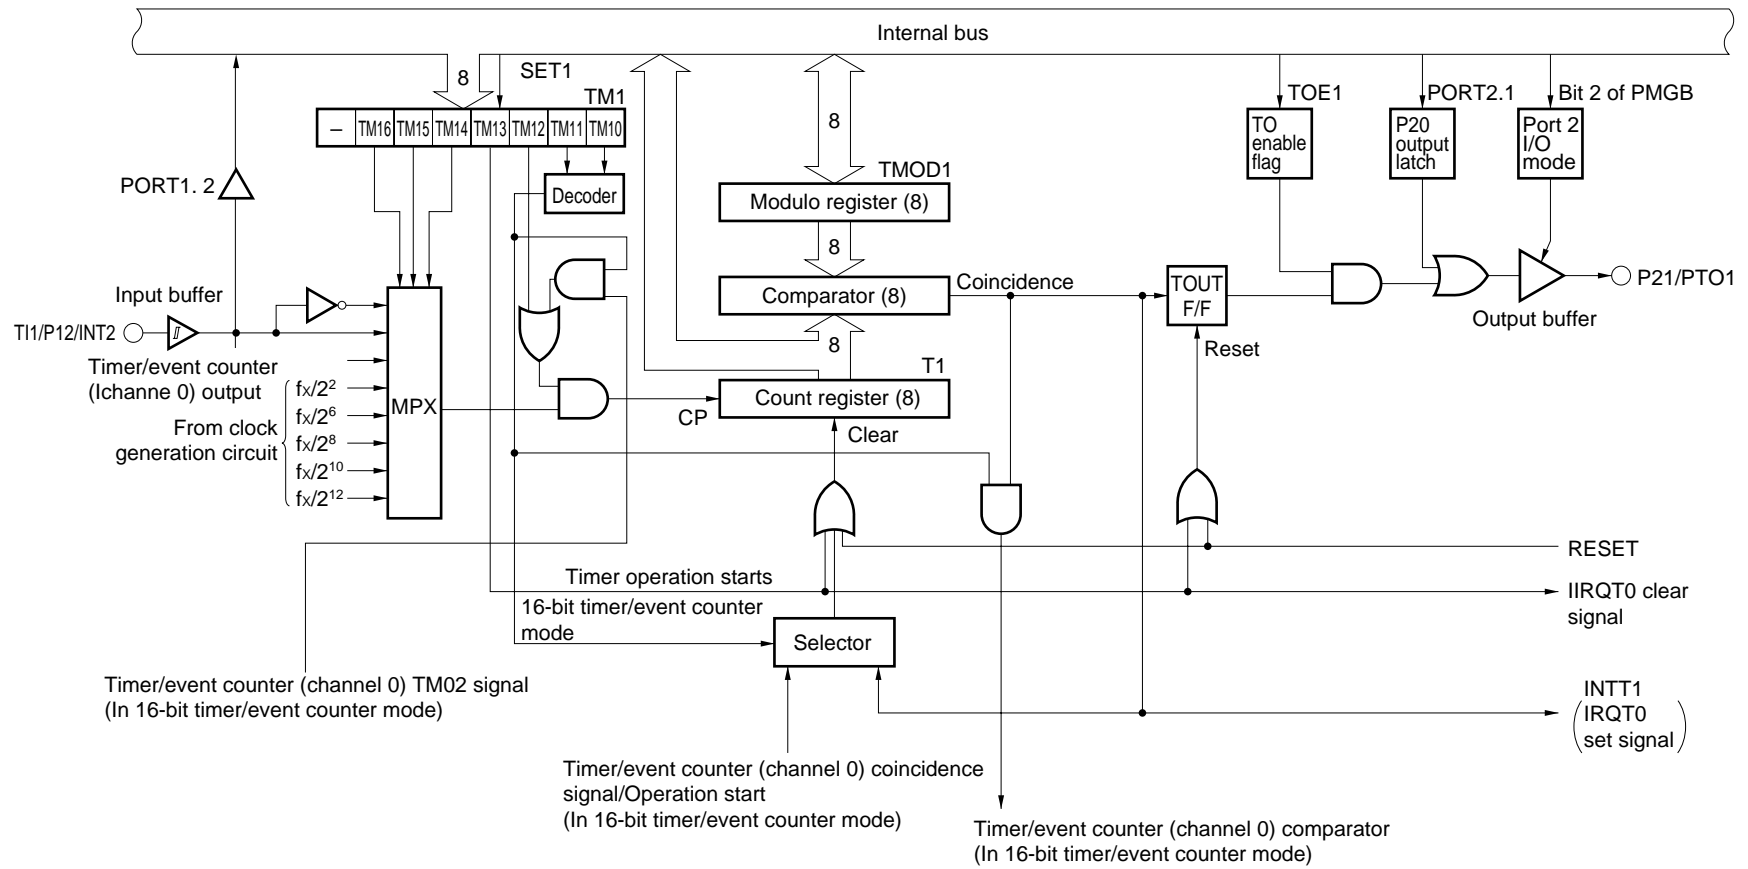 Internal bus
8
SET1
TM1
TOE1
PORT2.1
Bit 2 of PMGB
– TM16 TM15 TM14 TM13 TM12 TM11 TM10
8
TO
enable
flag
P20
output
latch
Port 2
I/O
mode
PORT1. 2
Decoder
TMOD1
Modulo register (8)
8
Input buffer
TI1/P12/INT2
Comparator (8)
Coincidence
TOUT
F/F
P21/PTO1
Output buffer
8
Reset
Timer/event counter
(Ichanne 0) output
T1
Count register (8)
MPX
CP
Clear
From clock
generation circuit
fX/2²
fX/2⁶
fX/2⁸
fX/2¹⁰
fX/2¹²
RESET
Timer operation starts
IIRQT0 clear
signal
16-bit timer/event counter
mode
Selector
Timer/event counter (channel 0) TM02 signal
(In 16-bit timer/event counter mode)
INTT1
IRQT0
set signal
Timer/event counter (channel 0) coincidence
signal/Operation start
(In 16-bit timer/event counter mode)
Timer/event counter (channel 0) comparator
(In 16-bit timer/event counter mode)